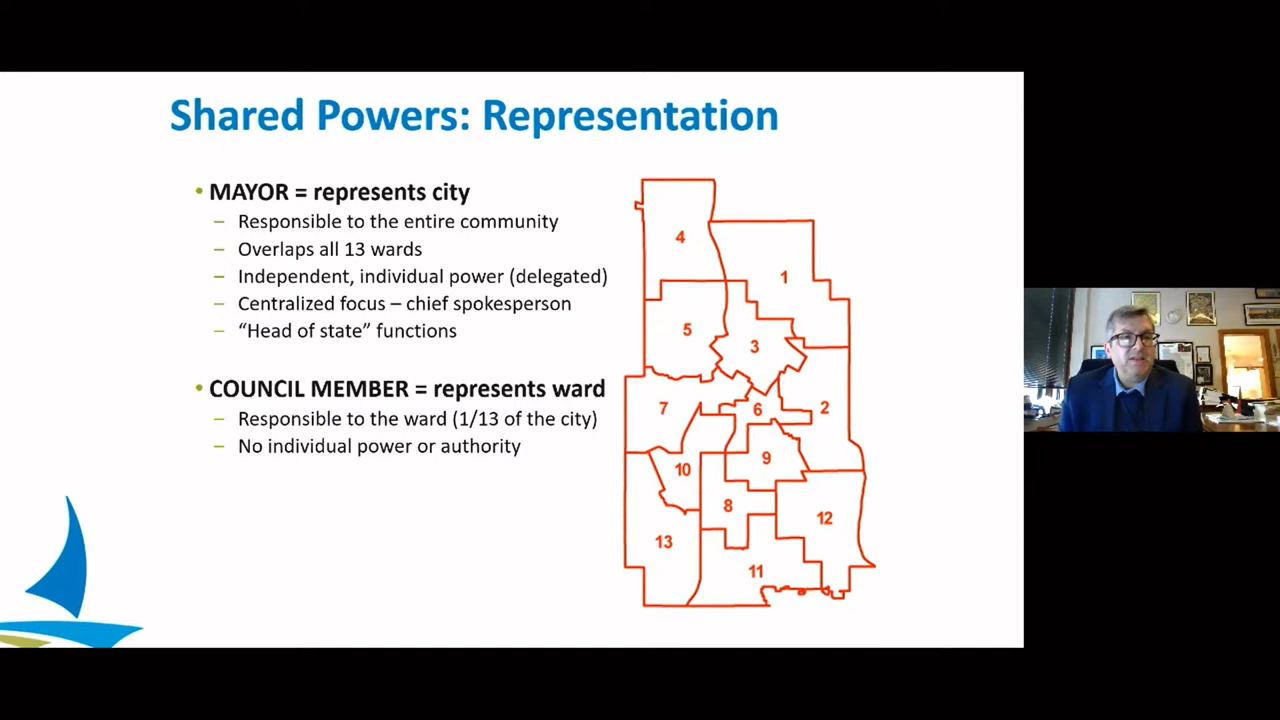 Shared Powers: Representation
• MAYOR = represents city
– Responsible to the entire community
– Overlaps all 13 wards
– Independent, individual power (delegated)
– Centralized focus – chief spokesperson
– “Head of state” functions
• COUNCIL MEMBER = represents ward
– Responsible to the ward (1/13 of the city)
– No individual power or authority
4
1
5
3
7
6
2
9
10
8
12
13
11